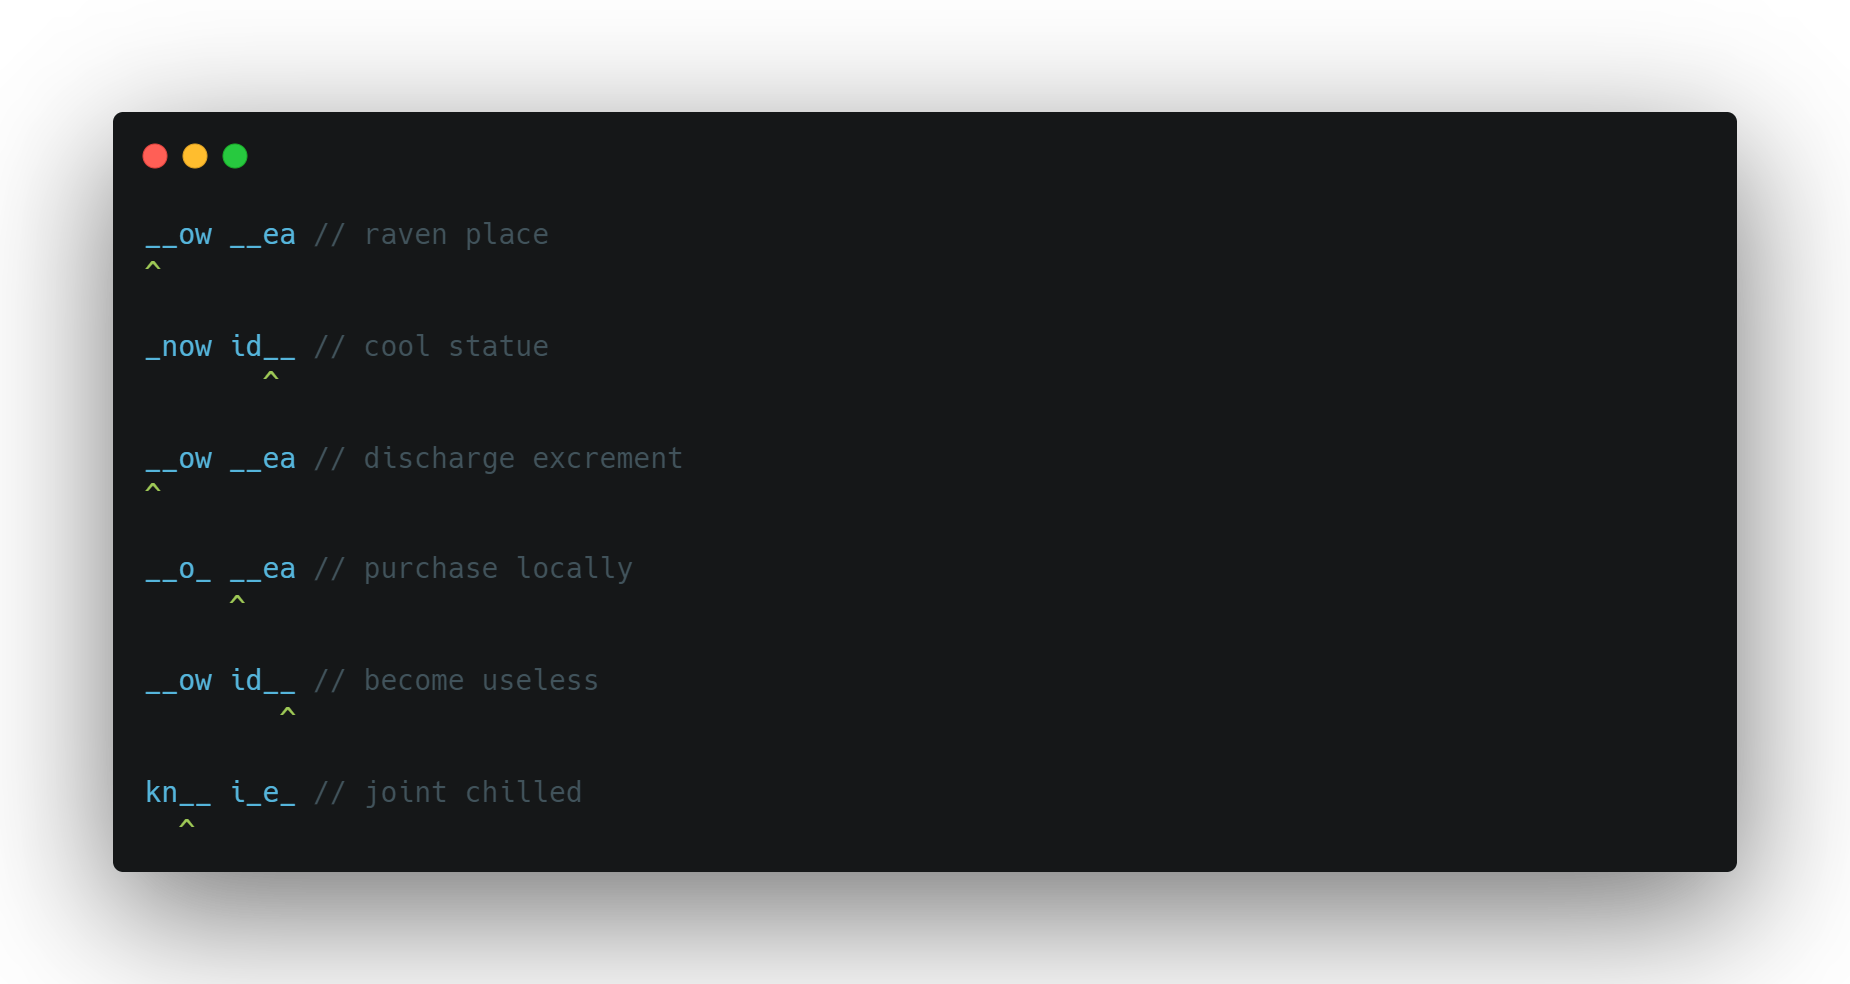 __ow __ea // raven place
^
_now id__ // cool statue
^
__ow __ea // discharge excrement
^
__o_ __ea // purchase locally
^
__ow id__ // become useless
^
kn__ i_e_ // joint chilled
^